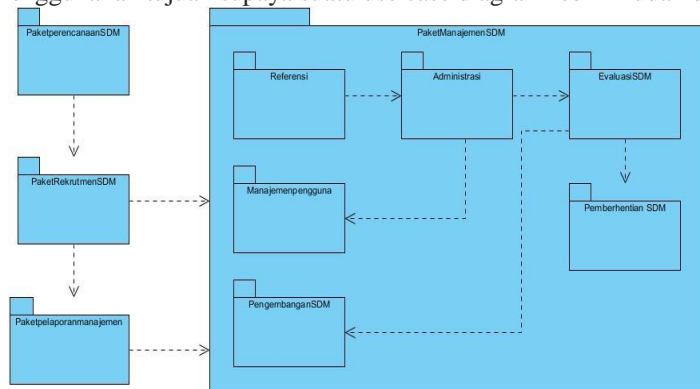 PaketperencanaanSDM
PaketManajemenSDM
Referensi
Administrasi
EvaluasiSDM
PaketRekrutmenSDM
Manajemenpengguna
Pemberhentian SDM
PengembanganSDM
Paketpelaporanmanajemen